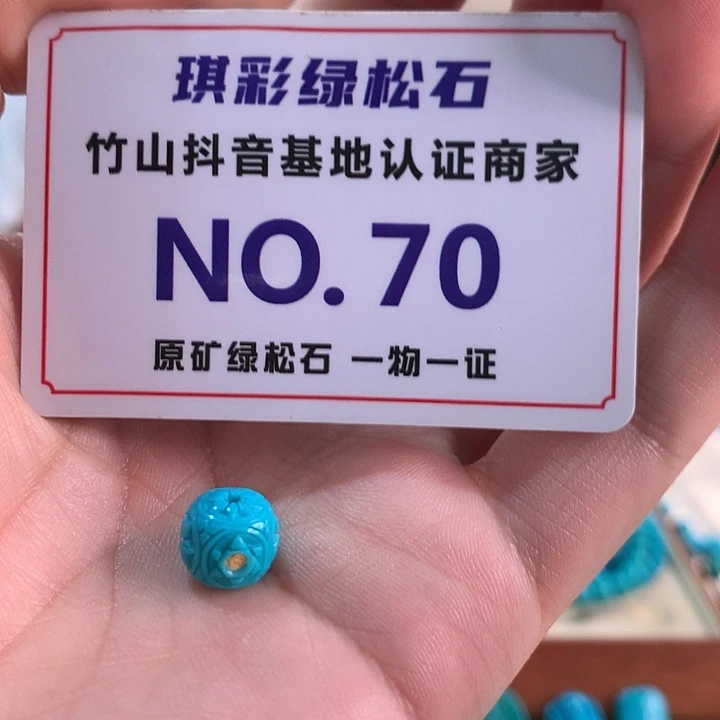 琪彩绿松石
竹山抖音基地认证商家
NO.70
原矿绿松石 一物一证